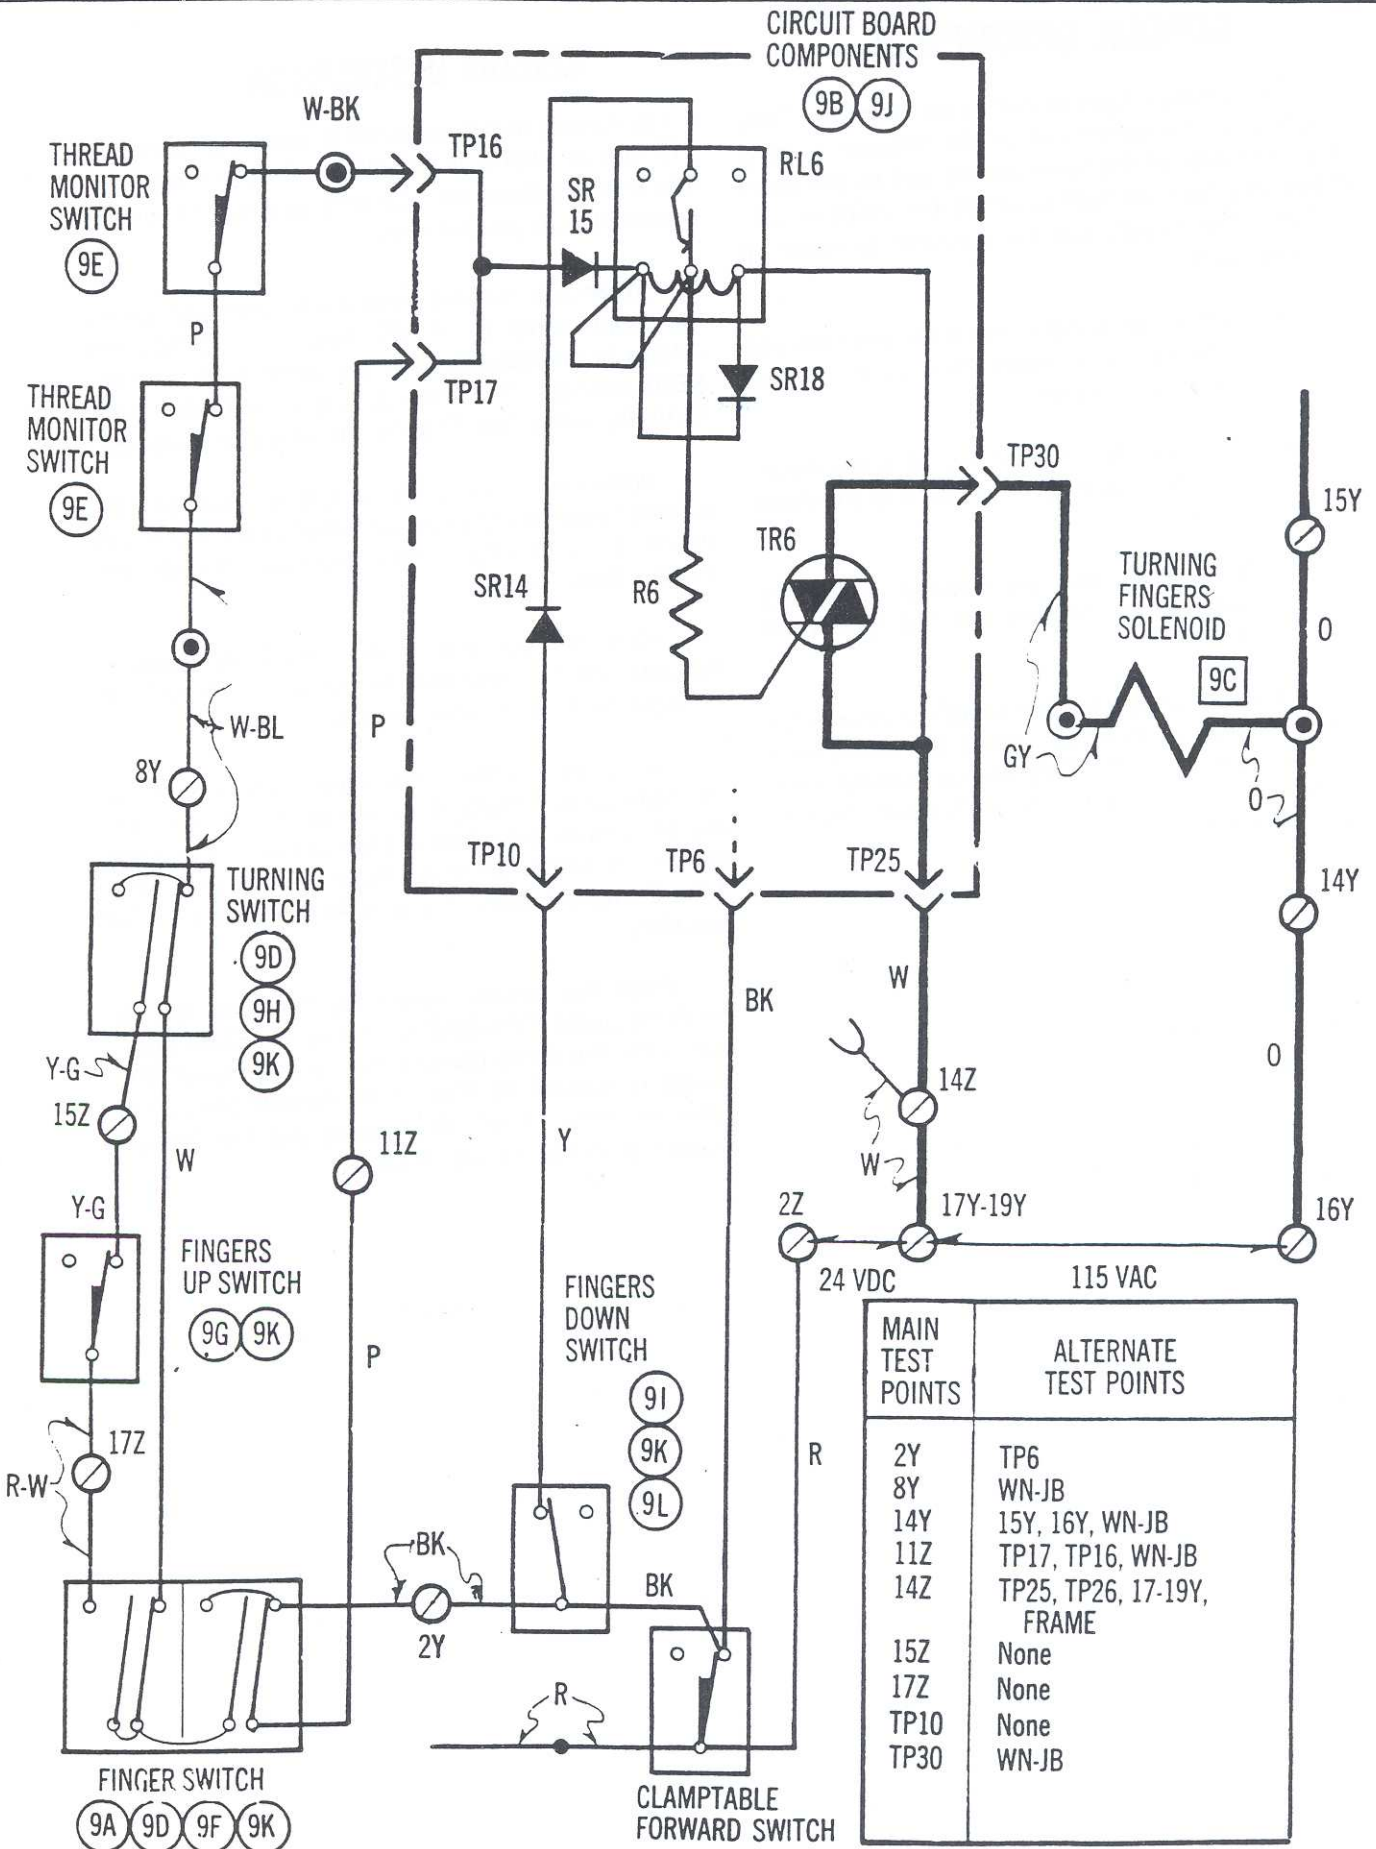 CIRCUIT BOARD
COMPONENTS
9B 9J
W-BK
TP16
THREAD
MONITOR
SWITCH
9E
RL6
SR
15
P
TP17
SR18
THREAD
MONITOR
SWITCH
9E
TP30
15Y
TR6
SR14
R6
TURNING
FINGERS
SOLENOID
9C
O
P
W-BL
8Y
GY
O
TP10
TP6
TP25
14Y
TURNING
SWITCH
9D
9H
9K
W
BK
Y-G
15Z
14Z
O
Y
11Z
W
W
Y-G
2Z
17Y-19Y
16Y
24 VDC
115 VAC
FINGERS
UP SWITCH
9G 9K
P
FINGERS
DOWN
SWITCH
9I
9K
9L
R
17Z
R-W
BK
BK
2Y
R
FINGER SWITCH
9A 9D 9F 9K
CLAMPTABLE
FORWARD SWITCH
MAIN
TEST
POINTS
ALTERNATE
TEST POINTS
2Y TP6
8Y WN-JB
14Y 15Y, 16Y, WN-JB
11Z TP17, TP16, WN-JB
14Z TP25, TP26, 17-19Y,
FRAME
15Z None
17Z None
TP10 None
TP30 WN-JB